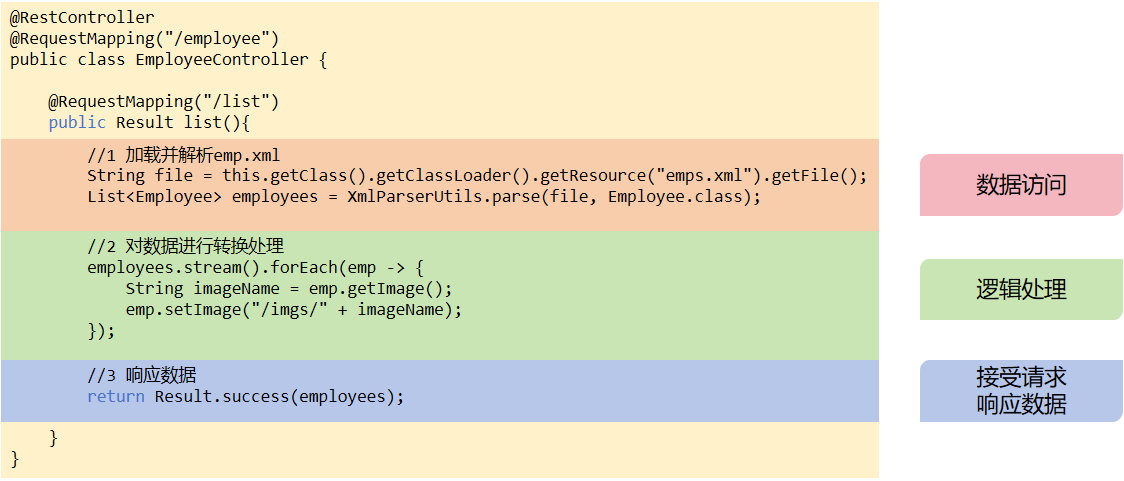 @RestController
@RequestMapping("/employee")
public class EmployeeController {
@RequestMapping("/list")
public Result list(){
//1 加载并解析emp.xml
String file = this.getClass().getClassLoader().getResource("emps.xml").getFile();
List<Employee> employees = XmlParserUtils.parse(file, Employee.class);
数据访问
//2 对数据进行转换处理
employees.stream().forEach(emp -> {
String imageName = emp.getImage();
emp.setImage("/imgs/" + imageName);
});
逻辑处理
//3 响应数据
return Result.success(employees);
接受请求
响应数据
}
}